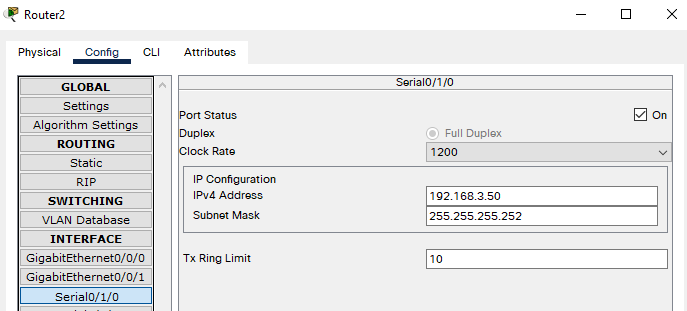 Router2
Physical Config CLI Attributes
GLOBAL
Settings
Algorithm Settings
ROUTING
Static
RIP
SWITCHING
VLAN Database
INTERFACE
GigabitEthernet0/0/0
GigabitEthernet0/0/1
Serial0/1/0
Serial0/1/0
Port Status On
Duplex Full Duplex
Clock Rate 1200
IP Configuration
IPv4 Address 192.168.3.50
Subnet Mask 255.255.255.252
Tx Ring Limit 10